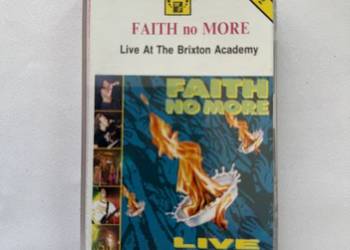 FAITH no MORE
Live At The Brixton Academy
FAITH
NO MORE
LIVE